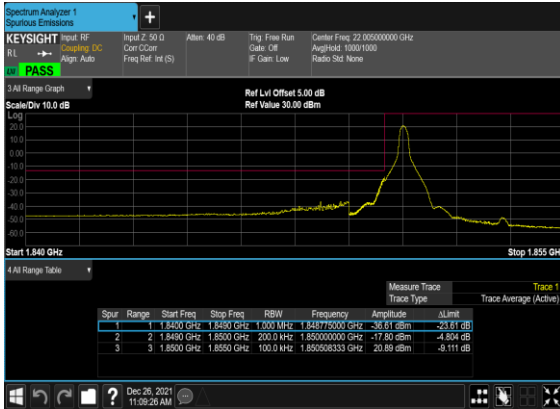 Spectrum Analyzer 1
Spurious Emissions
KEYSIGHT
Input: RF
Input Z: 50 Ω
Atten: 40 dB
Trig: Free Run
Center Freq: 22.005000000 GHz
RL
Coupling: DC
Corr CCorr
Gate: Off
Avg|Hold: 1000/1000
Align: Auto
Freq Ref: Int (S)
IF Gain: Low
Radio Std: None
PASS
3 All Range Graph
Ref Lvl Offset 5.00 dB
Scale/Div 10.0 dB
Ref Value 30.00 dBm
Log
20.0
10.0
0.00
-10.0
-20.0
-30.0
-40.0
-50.0
-60.0
Start 1.840 GHz
Stop 1.855 GH
4 All Range Table
Measure Trace Trace 1
Trace Type Trace Average (Active)
Spur Range Start Freq Stop Freq RBW Frequency Amplitude ΔLimit
1 1 1.8400 GHz 1.8490 GHz 1.000 MHz 1.848775000 GHz -36.61 dBm -23.61 dB
2 2 1.8490 GHz 1.8500 GHz 200.0 kHz 1.850000000 GHz -17.80 dBm -4.804 dB
3 3 1.8500 GHz 1.8550 GHz 100.0 kHz 1.850508333 GHz 20.89 dBm -9.111 dB
?
Dec 26, 2021
11:09:26 AM